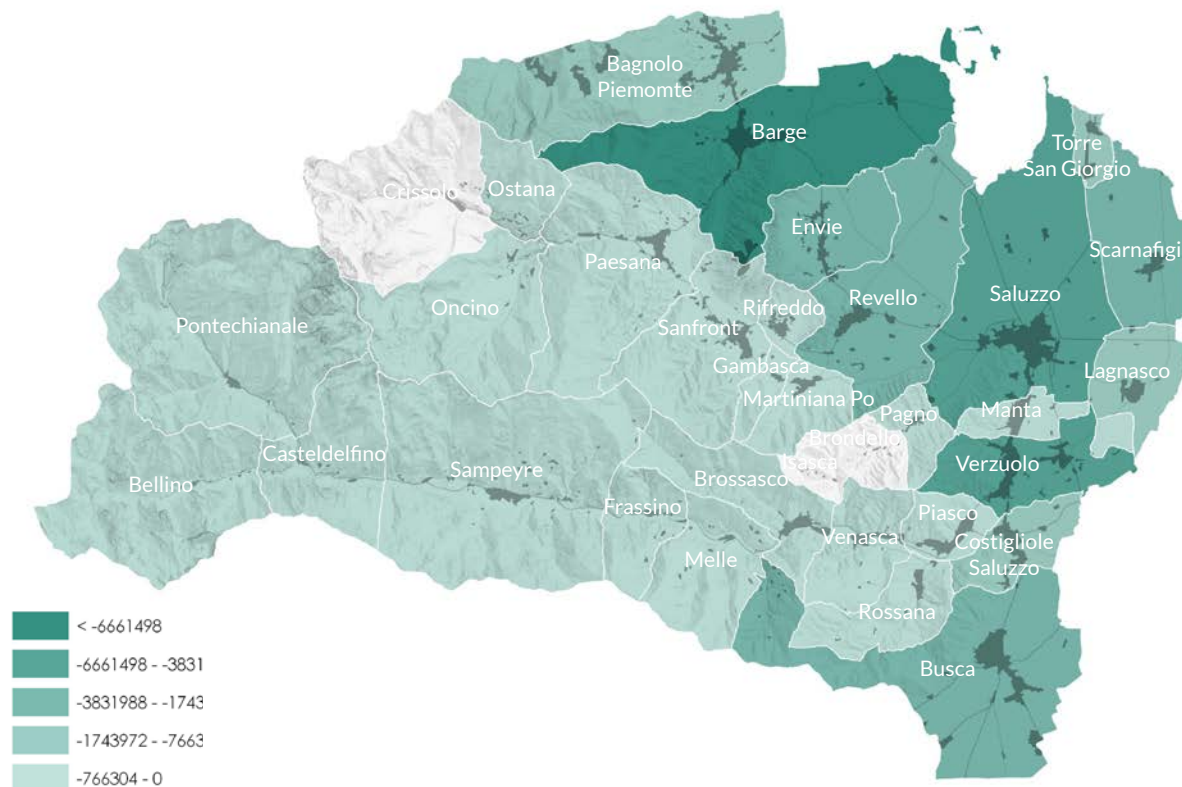 Bagnolo
Piemomte
Barge
Torre
San Giorgio
Crissolo
Ostana
Envie
Scarnafigi
Paesana
Pontechianale
Oncino
Rifreddo
Revello
Saluzzo
Sanfront
Gambasca
Lagnasco
Martiniana Po
Pagno
Manta
Brondello
Isasca
Casteldelfino
Sampeyre
Verzuolo
Bellino
Brossasco
Frassino
Piasco
Venasca
Costigliole
Saluzzo
Melle
Rossana
Busca
< -6661498
-6661498 - -3831
-3831988 - -1743
-1743972 - -7663
-766304 - 0